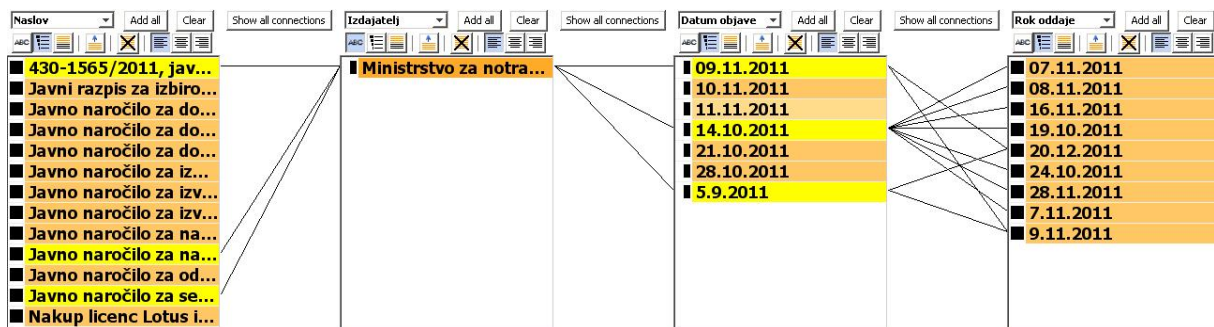 Naslov Add all Clear Show all connections Izdajatelj Add all Clear Show all connections Datum objave Add all Clear Show all connections Rok oddaje Add all Clear
ABC ABC ABC ABC
430-1565/2011, jav...
Javni razpis za izbiro...
Javno naročilo za do...
Javno naročilo za do...
Javno naročilo za do...
Javno naročilo za iz...
Javno naročilo za izv...
Javno naročilo za izv...
Javno naročilo za na...
Javno naročilo za na...
Javno naročilo za od...
Javno naročilo za se...
Nakup licenc Lotus i...
Ministrstvo za notra...
09.11.2011
10.11.2011
11.11.2011
14.10.2011
21.10.2011
28.10.2011
5.9.2011
07.11.2011
08.11.2011
16.11.2011
19.10.2011
20.12.2011
24.10.2011
28.11.2011
7.11.2011
9.11.2011